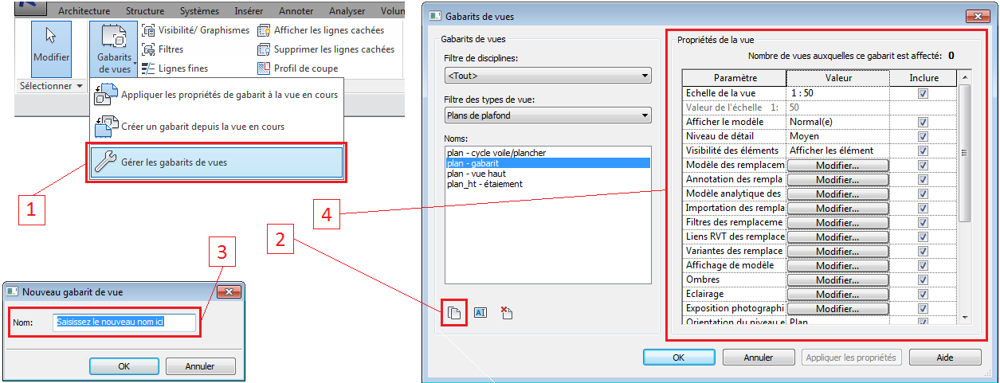 Architecture Structure Systèmes Insérer Annoter Analyser Volum
Modifier
Sélectionner
Gabarits de vues
Visibilité/ Graphismes
Filtres
Lignes fines
Afficher les lignes cachées
Supprimer les lignes cachées
Profil de coupe
Appliquer les propriétés de gabarit à la vue en cours
Créer un gabarit depuis la vue en cours
Gérer les gabarits de vues
1
2
3
4
Nouveau gabarit de vue
Nom: Saisissez le nouveau nom ici
OK Annuler
Gabarits de vues
Gabarits de vues
Filtre de disciplines:
<Tout>
Filtre des types de vue:
Plans de plafond
Noms:
plan - cycle voile/plancher
plan - gabarit
plan - vue haut
plan_ht - étaiement
Propriétés de la vue
Nombre de vues auxquelles ce gabarit est affecté: 0
Paramètre Valeur Inclure
Echelle de la vue 1 : 50
Valeur de l'échelle 1: 50
Afficher le modèle Normal(e)
Niveau de détail Moyen
Visibilité des éléments Afficher les élément
Modèle des remplacem Modifier...
Annotation des rempla Modifier...
Modèle analytique des Modifier...
Importation des rempla Modifier...
Filtres des remplaceme Modifier...
Liens RVT des remplace Modifier...
Variantes des remplace Modifier...
Affichage de modèle Modifier...
Ombres Modifier...
Eclairage Modifier...
Exposition photographi Modifier...
Orientation du niveau e Plan
OK Annuler Appliquer les propriétés Aide